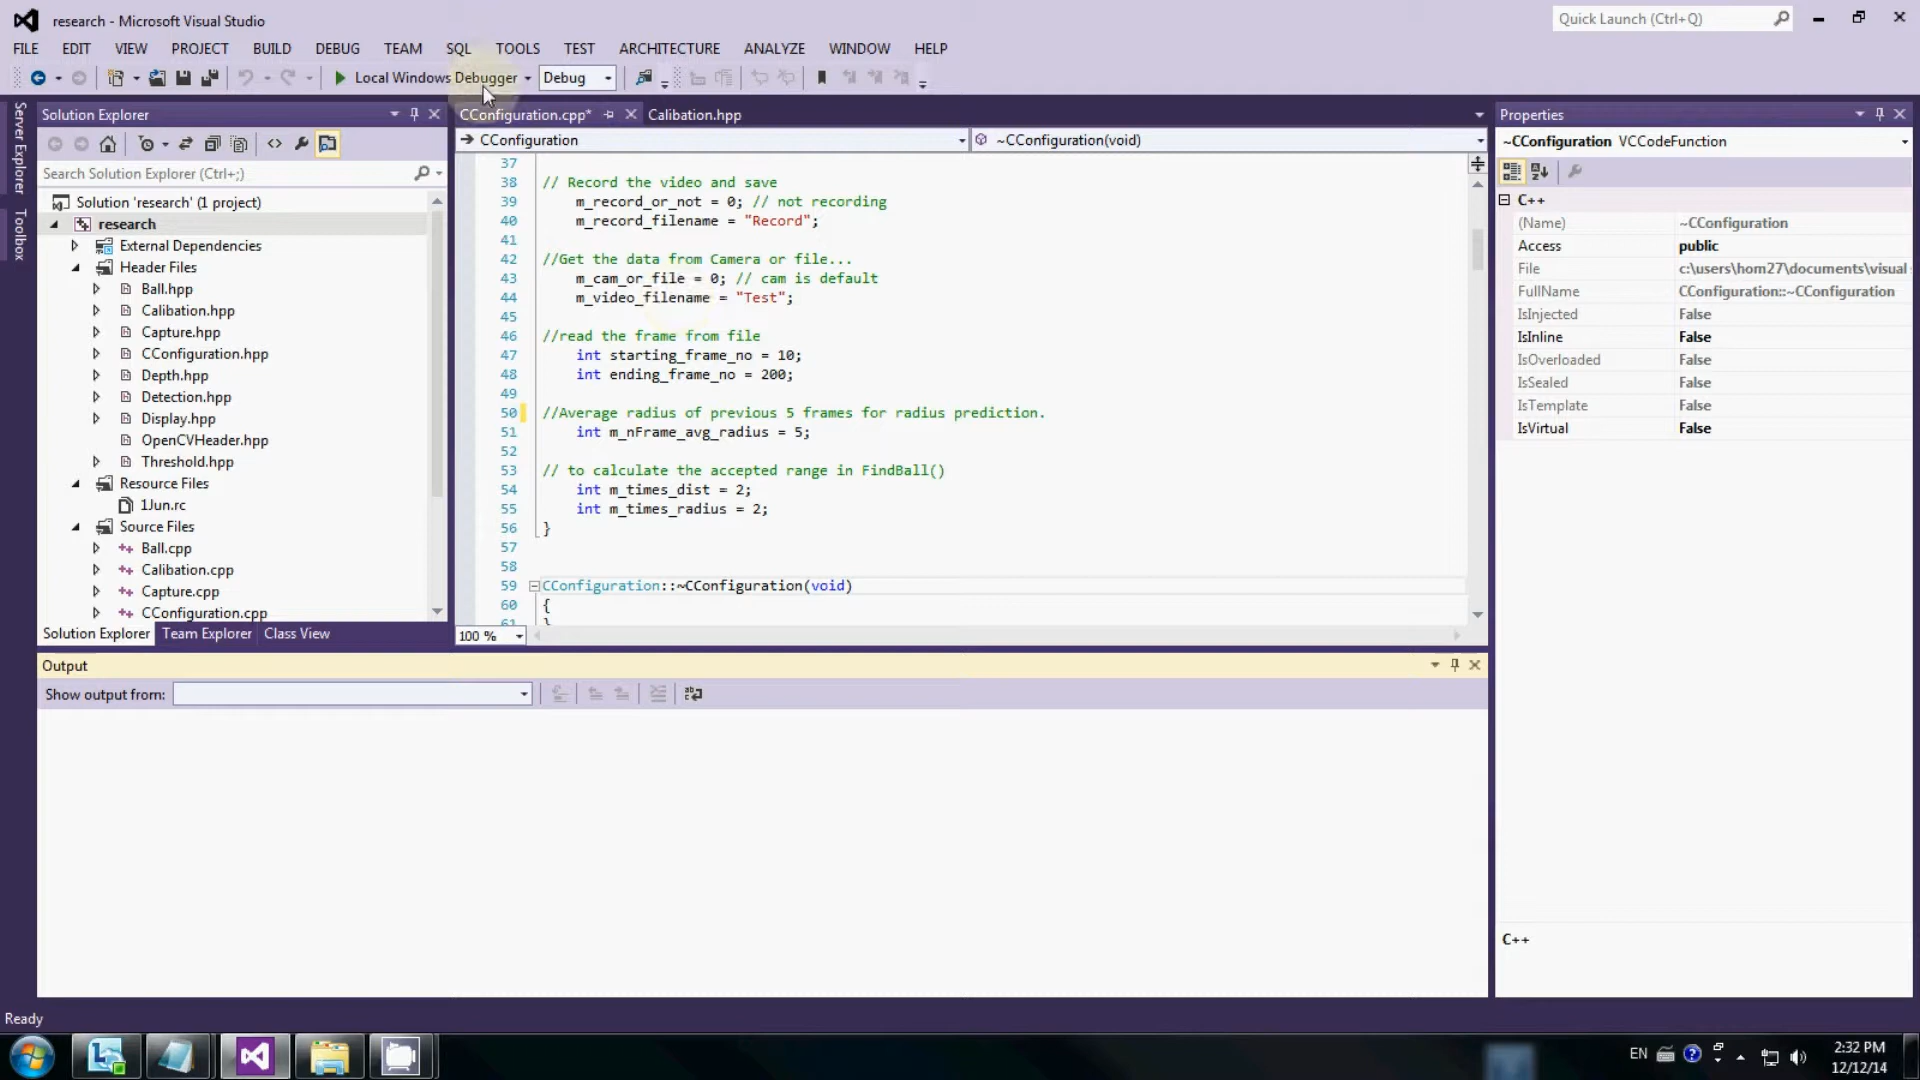 research - Microsoft Visual Studio
Quick Launch (Ctrl+Q)
FILE EDIT VIEW PROJECT BUILD DEBUG TEAM SQL TOOLS TEST ARCHITECTURE ANALYZE WINDOW HELP
Local Windows Debugger Debug
Server Explorer
Toolbox
Solution Explorer
Search Solution Explorer (Ctrl+;)
Solution 'research' (1 project)
research
External Dependencies
Header Files
Ball.hpp
Calibation.hpp
Capture.hpp
CConfiguration.hpp
Depth.hpp
Detection.hpp
Display.hpp
OpenCVHeader.hpp
Threshold.hpp
Resource Files
1Jun.rc
Source Files
Ball.cpp
Calibation.cpp
Capture.cpp
CConfiguration.cpp
Solution Explorer Team Explorer Class View
CConfiguration.cpp* Calibation.hpp
CConfiguration ~CConfiguration(void)
37
38 // Record the video and save
39 m_record_or_not = 0; // not recording
40 m_record_filename = "Record";
41
42 //Get the data from Camera or file...
43 m_cam_or_file = 0; // cam is default
44 m_video_filename = "Test";
45
46 //read the frame from file
47 int starting_frame_no = 10;
48 int ending_frame_no = 200;
49
50 //Average radius of previous 5 frames for radius prediction.
51 int m_nFrame_avg_radius = 5;
52
53 // to calculate the accepted range in FindBall()
54 int m_times_dist = 2;
55 int m_times_radius = 2;
56 }
57
58
59 CConfiguration::~CConfiguration(void)
60 {
61 }
100 %
Properties
~CConfiguration VCCodeFunction
C++
(Name) ~CConfiguration
Access public
File c:\users\hom27\documents\visual
FullName CConfiguration::~CConfiguration
IsInjected False
IsInline False
IsOverloaded False
IsSealed False
IsTemplate False
IsVirtual False
C++
Output
Show output from:
Ready
EN
2:32 PM
12/12/14